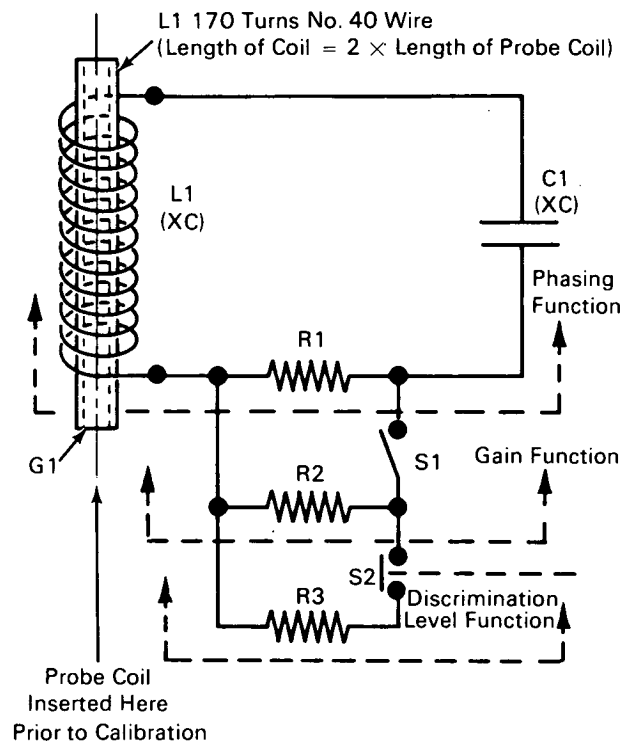 L1 170 Turns No. 40 Wire
(Length of Coil = 2 × Length of Probe Coil)
L1
(XC)
C1
(XC)
Phasing
Function
R1
G1
S1
Gain Function
R2
S2
Discrimination
Level Function
R3
Probe Coil
Inserted Here
Prior to Calibration